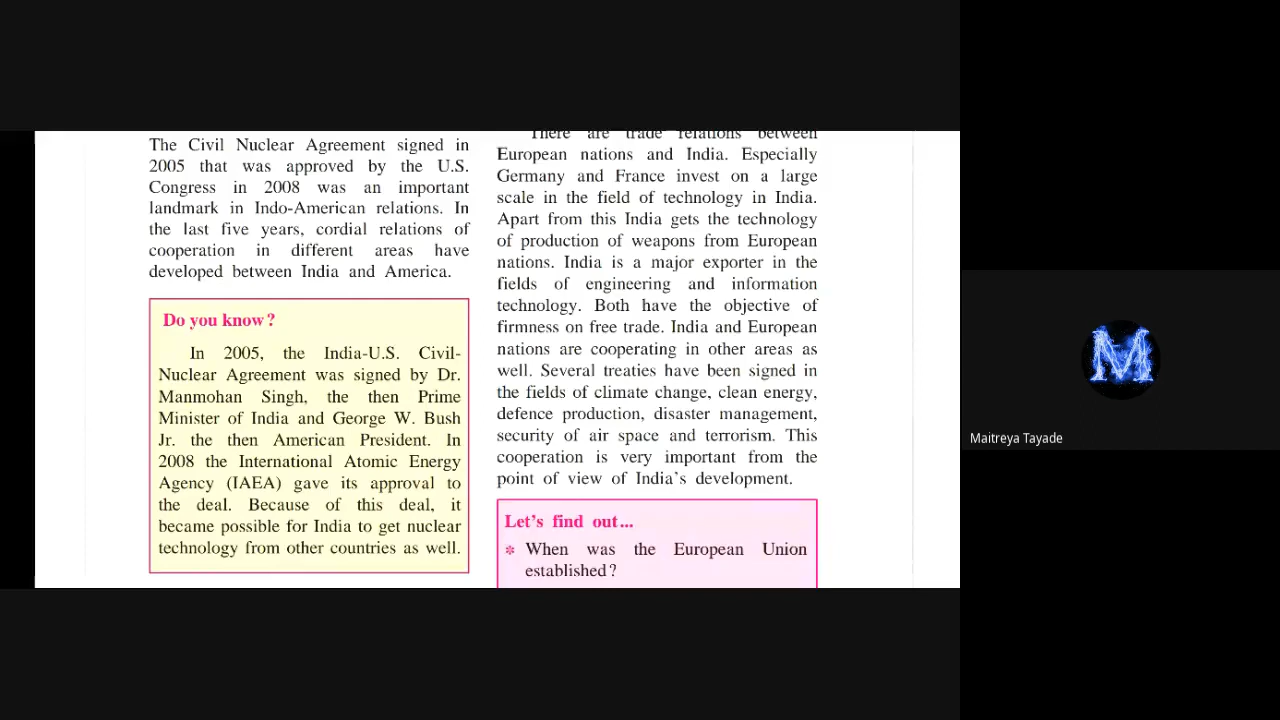 The Civil Nuclear Agreement signed in
2005 that was approved by the U.S.
Congress in 2008 was an important
landmark in Indo-American relations. In
the last five years, cordial relations of
cooperation in different areas have
developed between India and America.
Do you know?
In 2005, the India-U.S. Civil-
Nuclear Agreement was signed by Dr.
Manmohan Singh, the then Prime
Minister of India and George W. Bush
Jr. the then American President. In
2008 the International Atomic Energy
Agency (IAEA) gave its approval to
the deal. Because of this deal, it
became possible for India to get nuclear
technology from other countries as well.
There are trade relations between
European nations and India. Especially
Germany and France invest on a large
scale in the field of technology in India.
Apart from this India gets the technology
of production of weapons from European
nations. India is a major exporter in the
fields of engineering and information
technology. Both have the objective of
firmness on free trade. India and European
nations are cooperating in other areas as
well. Several treaties have been signed in
the fields of climate change, clean energy,
defence production, disaster management,
security of air space and terrorism. This
cooperation is very important from the
point of view of India's development.
Let's find out...
* When was the European Union
established?
M
Maitreya Tayade